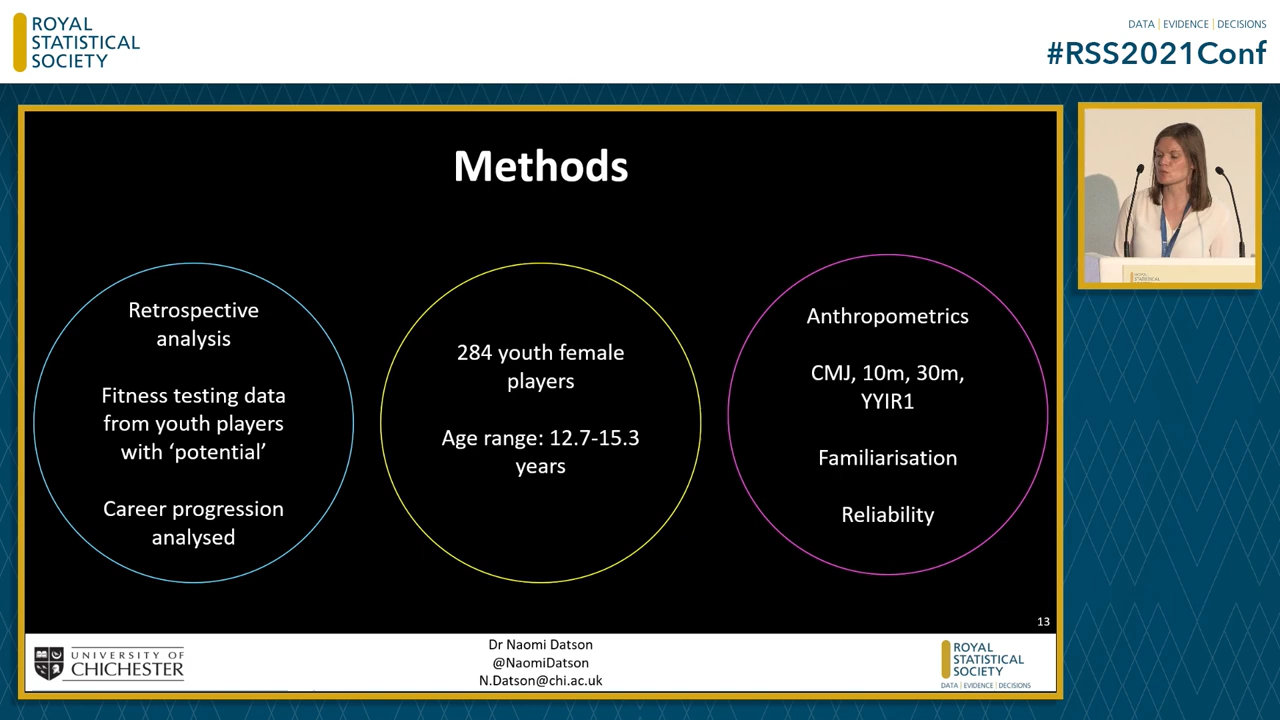 ROYAL
STATISTICAL
SOCIETY
DATA | EVIDENCE | DECISIONS
#RSS2021Conf
Methods
Retrospective
analysis
Fitness testing data
from youth players
with ‘potential’
Career progression
analysed
284 youth female
players
Age range: 12.7-15.3
years
Anthropometrics
CMJ, 10m, 30m,
YYIR1
Familiarisation
Reliability
13
UNIVERSITY OF
CHICHESTER
Dr Naomi Datson
@NaomiDatson
N.Datson@chi.ac.uk
ROYAL
STATISTICAL
SOCIETY
DATA | EVIDENCE | DECISIONS
ROYAL
STATISTICAL